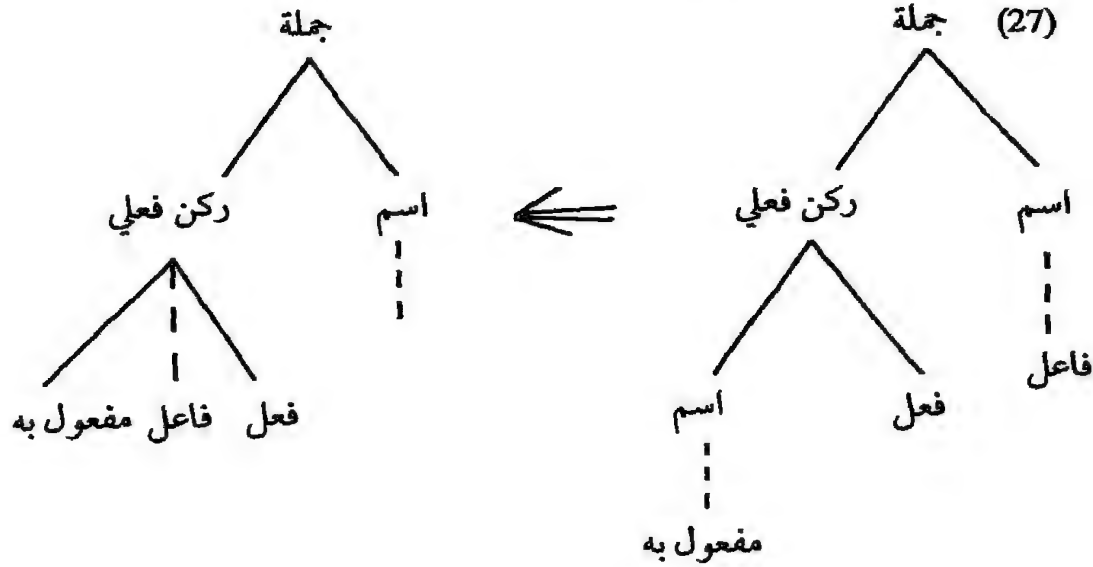 (27) جملة جملة
اسم ركن فعلي اسم ركن فعلي
فاعل
فعل اسم فعل فاعل مفعول به
مفعول به